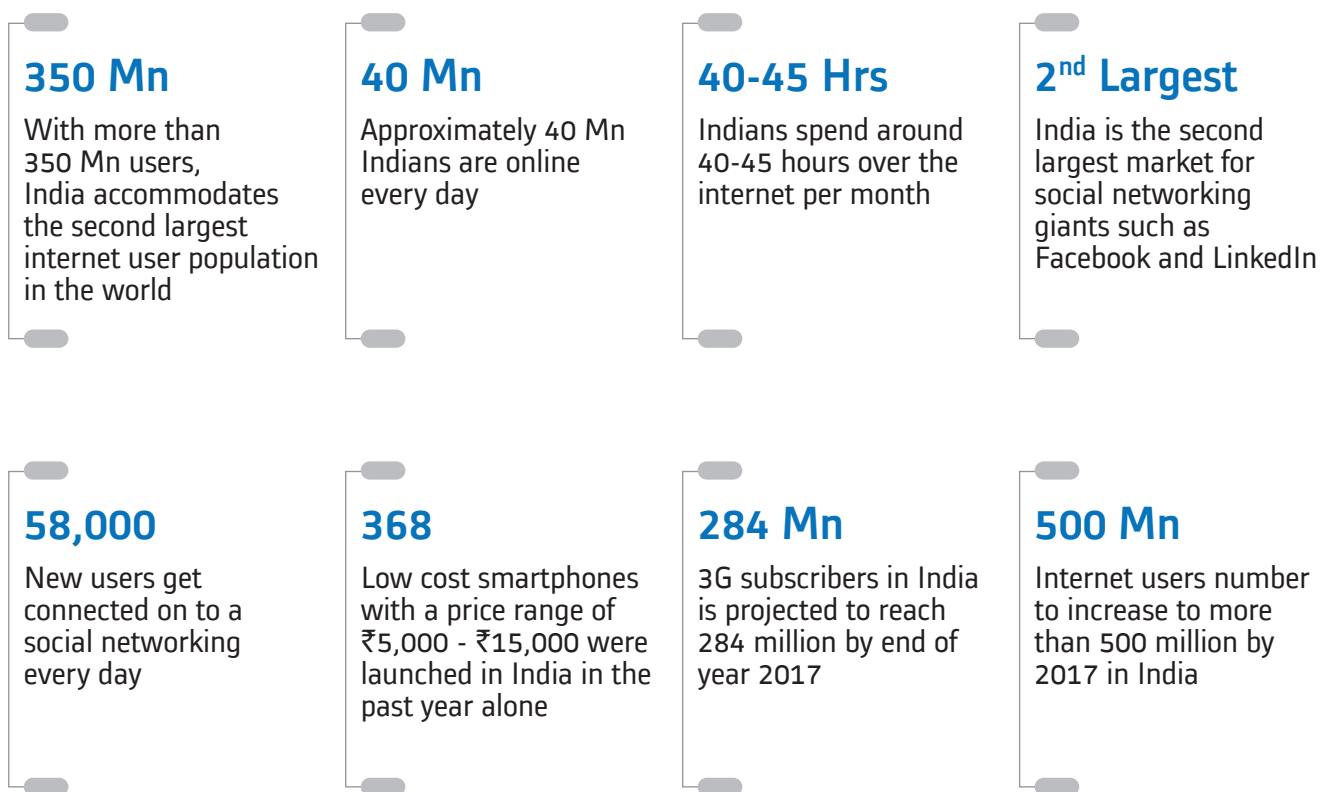 350 Mn
With more than
350 Mn users,
India accommodates
the second largest
internet user population
in the world
40 Mn
Approximately 40 Mn
Indians are online
every day
40-45 Hrs
Indians spend around
40-45 hours over the
internet per month
2nd Largest
India is the second
largest market for
social networking
giants such as
Facebook and LinkedIn
58,000
New users get
connected on to a
social networking
every day
368
Low cost smartphones
with a price range of
₹5,000 - ₹15,000 were
launched in India in the
past year alone
284 Mn
3G subscribers in India
is projected to reach
284 million by end of
year 2017
500 Mn
Internet users number
to increase to more
than 500 million by
2017 in India